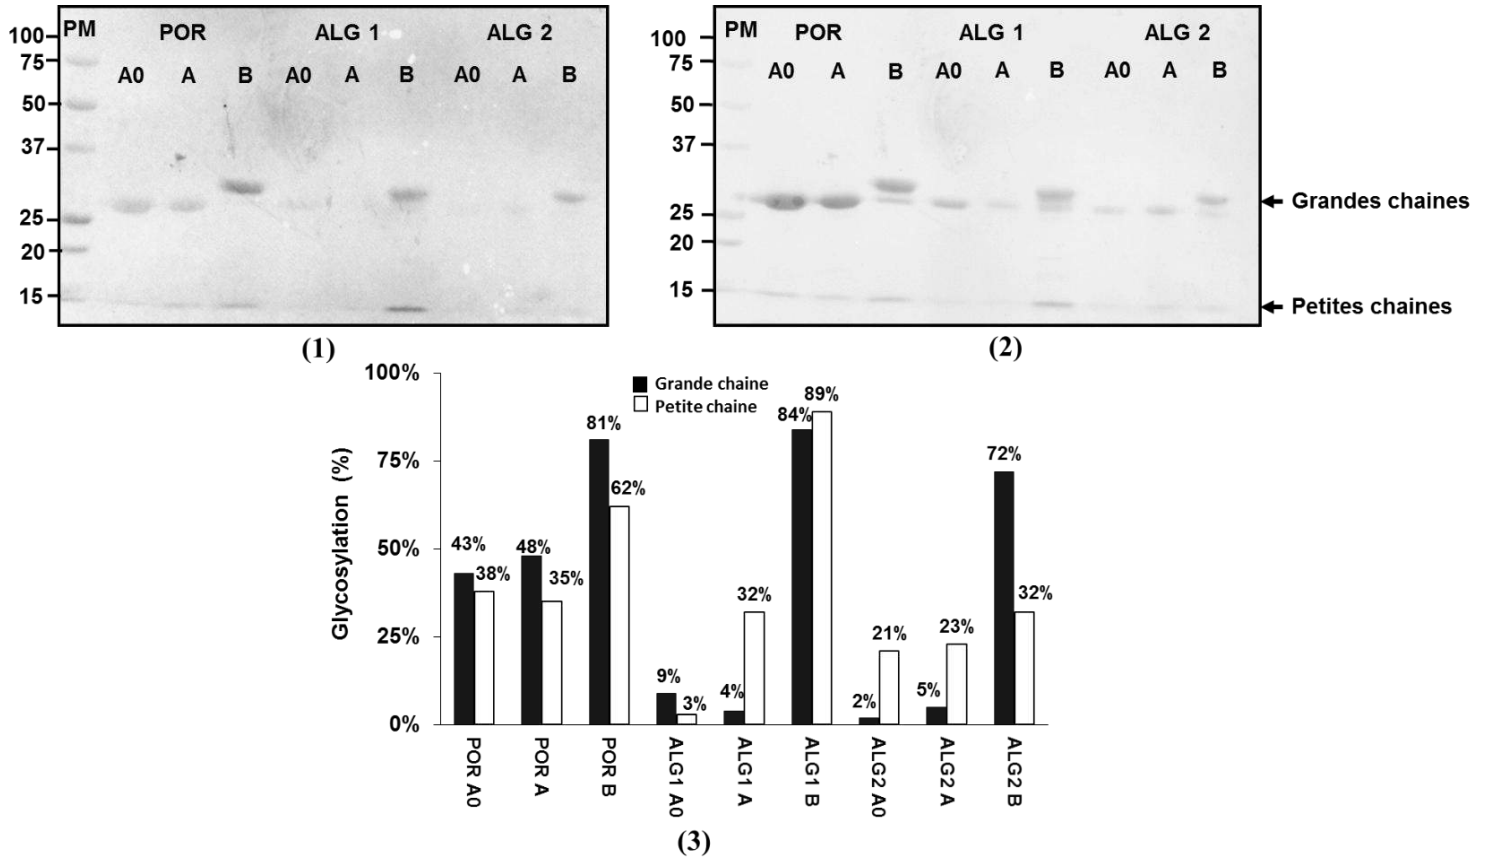 PM POR ALG 1 ALG 2
A0 A B A0 A B A0 A B
100
75
50
37
25
20
15
(1)
PM POR ALG 1 ALG 2
A0 A B A0 A B A0 A B
100
75
50
37
25
20
15
Grandes chaines
Petites chaines
(2)
Glycosylation (%)
100%
75%
50%
25%
0%
Grande chaine
Petite chaine
43%
38%
48%
35%
81%
62%
9%
3%
4%
32%
84%
89%
2%
21%
5%
23%
72%
32%
POR A0
POR A
POR B
ALG1 A0
ALG1 A
ALG1 B
ALG2 A0
ALG2 A
ALG2 B
(3)